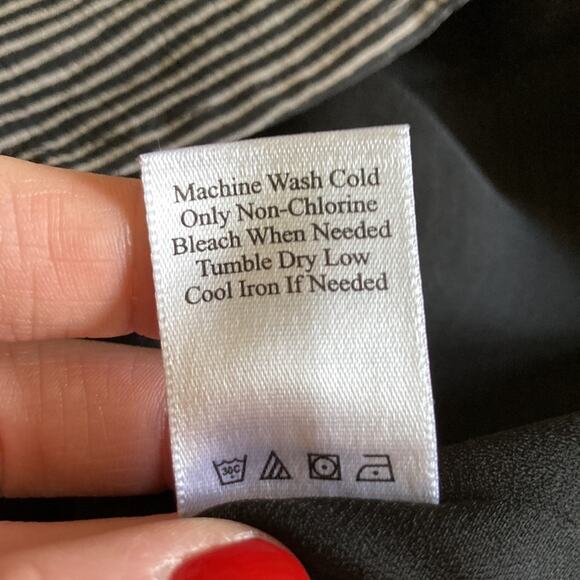 Machine Wash Cold
Only Non-Chlorine
Bleach When Needed
Tumble Dry Low
Cool Iron If Needed
30C